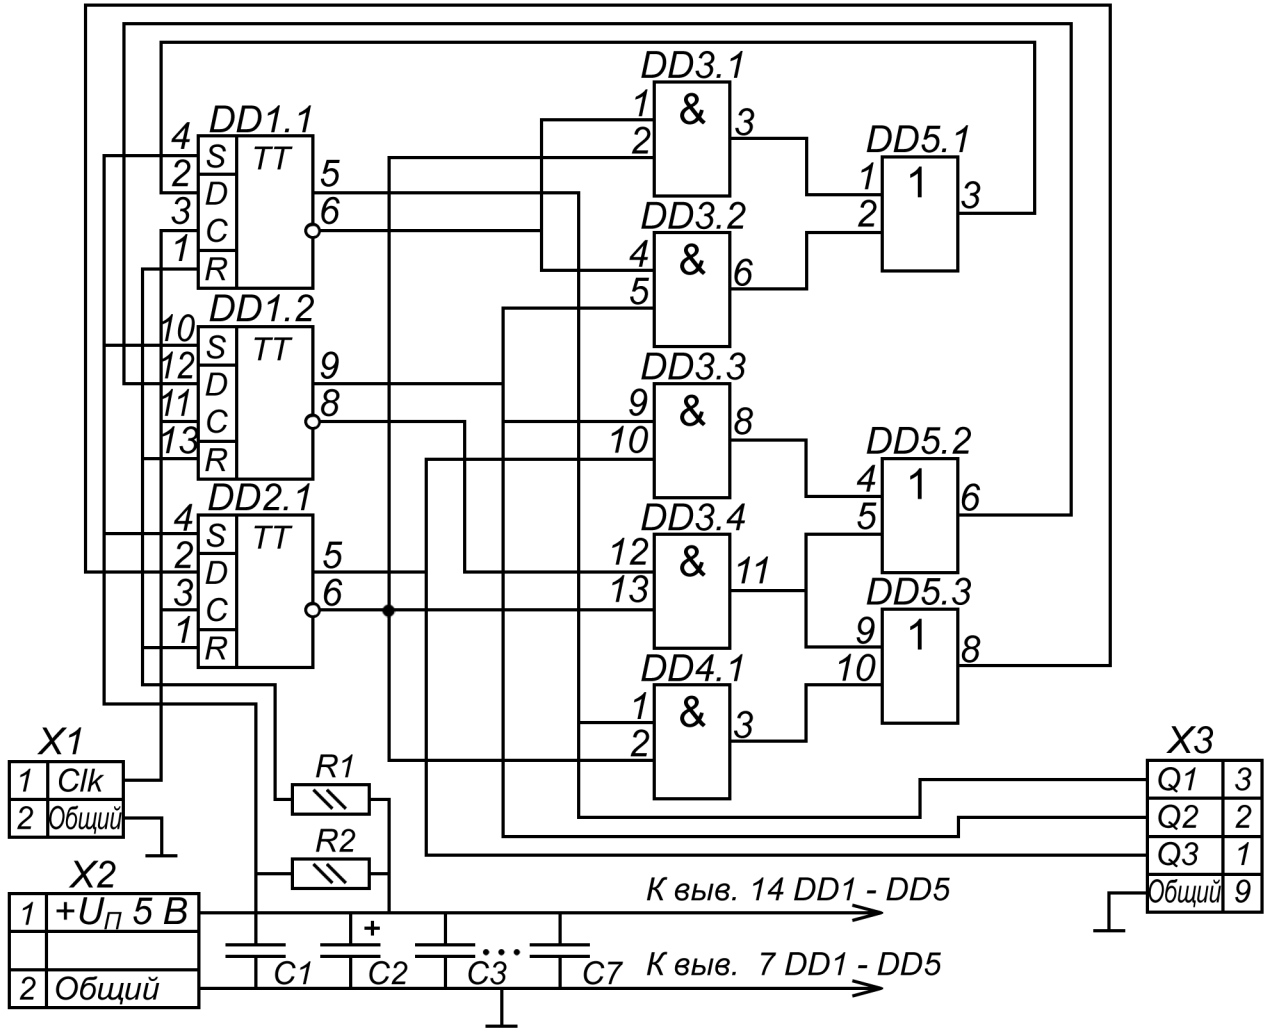 DD1.1
4 S TT
2 D 5
3 C 6
1 R
DD1.2
10 S TT
12 D 9
11 C 8
13 R
DD2.1
4 S TT
2 D 5
3 C 6
1 R
DD3.1
1 & 3
2
DD3.2
4 & 6
5
DD3.3
9 & 8
10
DD3.4
12 & 11
13
DD4.1
1 & 3
2
DD5.1
1 1 3
2
DD5.2
4 1 6
5
DD5.3
9 1 8
10
X1
1 Clk
2 Общий
R1
R2
X2
1 +UП 5 В
2 Общий
C1
+
C2
C3
...
C7
К выв. 14 DD1 - DD5
К выв. 7 DD1 - DD5
X3
Q1 3
Q2 2
Q3 1
Общий 9